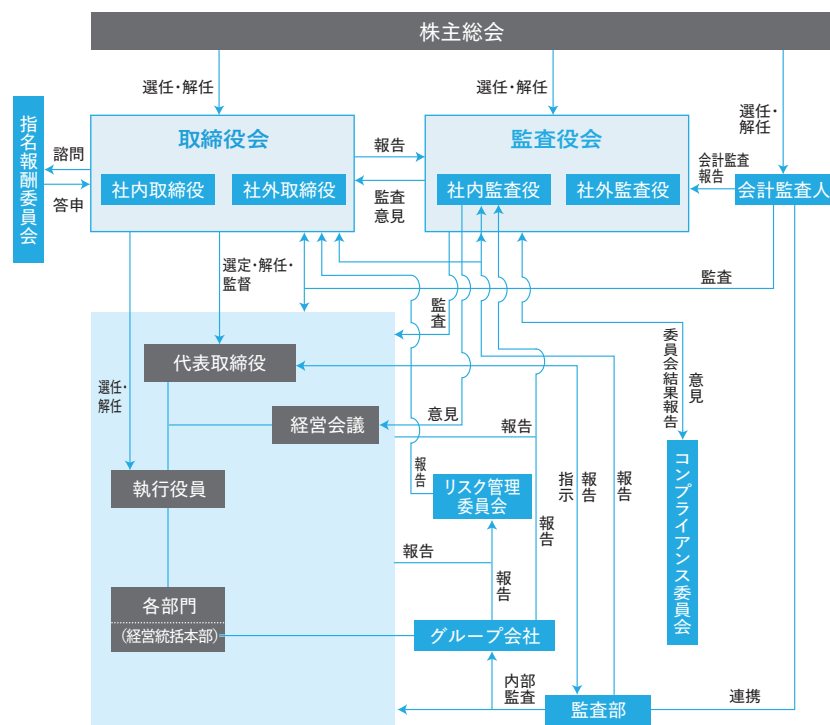 株主総会
選任・解任
選任・解任
選任・
解任
指名報酬委員会
諮問
答申
取締役会
社内取締役
社外取締役
報告
監査
意見
監査役会
社内監査役
社外監査役
会計監査
報告
会計監査人
選定・解任・
監督
監査
監査
代表取締役
選任・
解任
経営会議
意見
報告
委員会結果報告
意見
執行役員
報告
リスク管理
委員会
指示
報告
報告
コンプライアンス委員会
報告
報告
報告
各部門
(経営統括本部)
グループ会社
内部
監査
監査部
連携